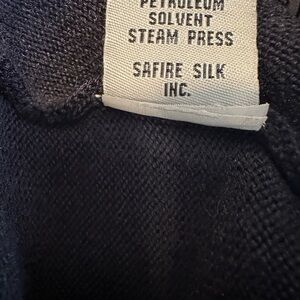 PETROLEUM
SOLVENT
STEAM PRESS
SAFIRE SILK
INC.